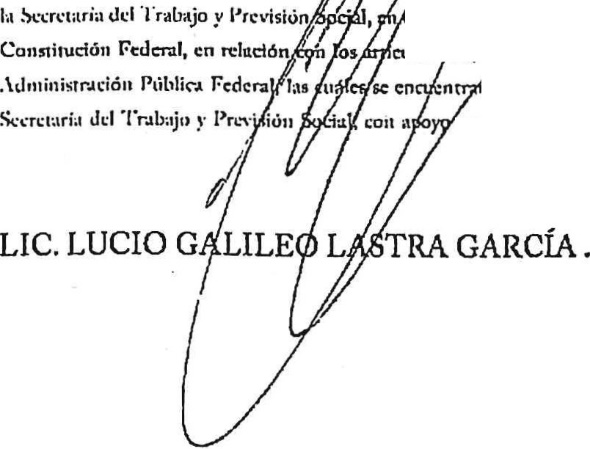 la Secretaría del Trabajo y Previsión Social, en
Constitución Federal, en relación con los
Administración Pública Federal, las cuáles se encuentra
Secretaría del Trabajo y Previsión Social, con apoyo
LIC. LUCIO GALILEO LASTRA GARCÍA.